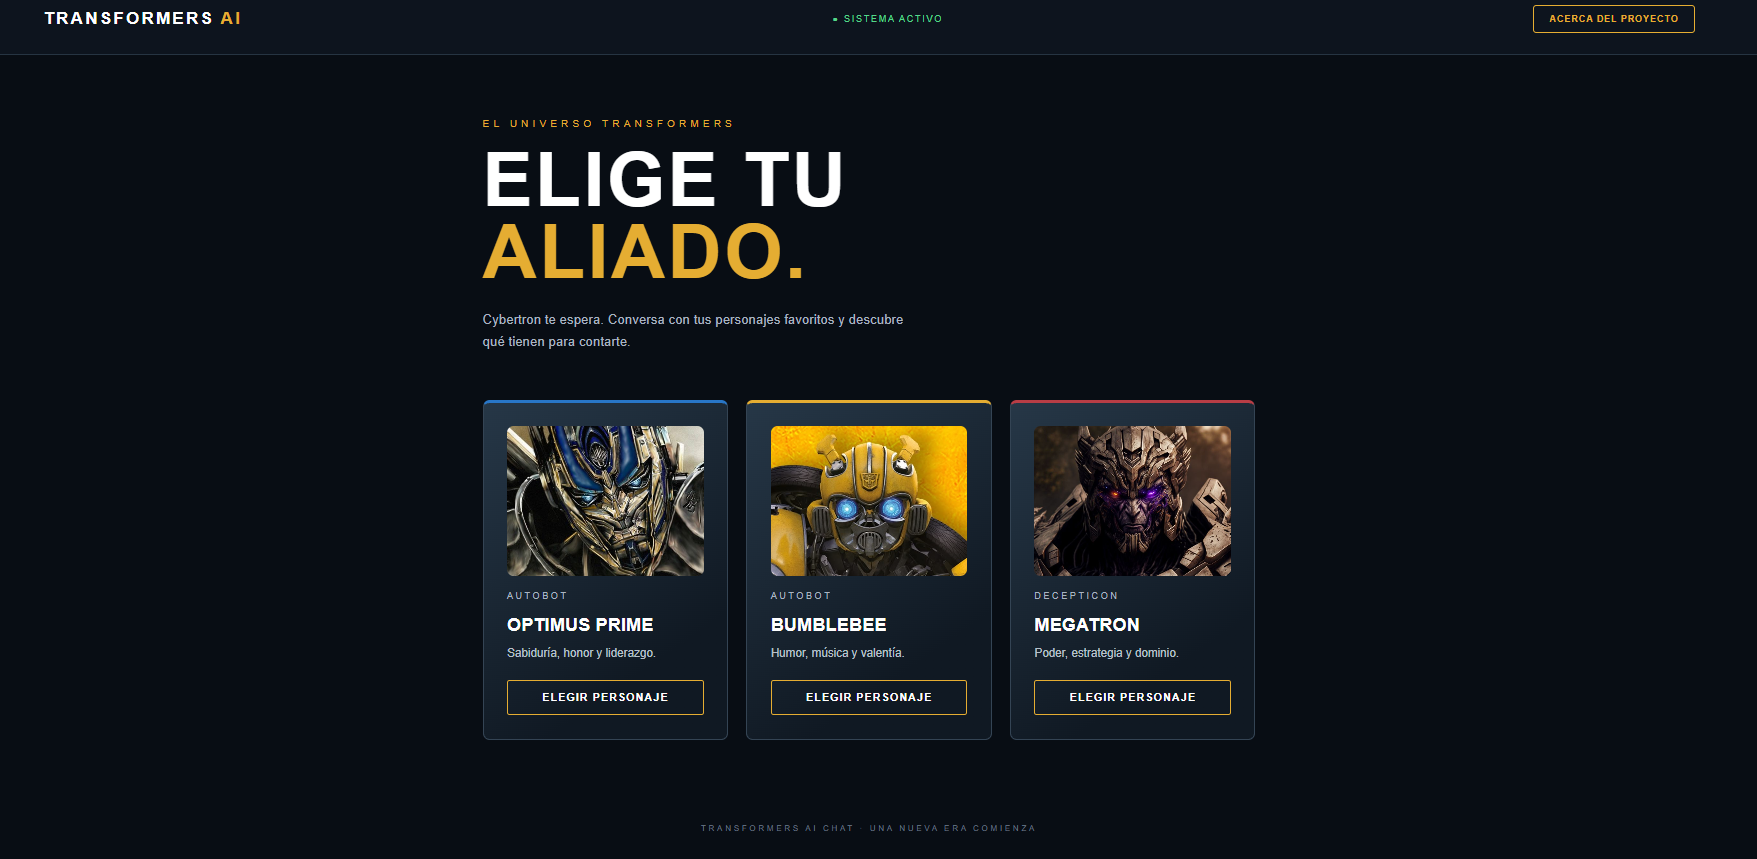 TRANSFORMERS AI
SISTEMA ACTIVO
ACERCA DEL PROYECTO
EL UNIVERSO TRANSFORMERS
ELIGE TU
ALIADO.
Cybertron te espera. Conversa con tus personajes favoritos y descubre
qué tienen para contarte.
AUTOBOT
OPTIMUS PRIME
Sabiduría, honor y liderazgo.
ELEGIR PERSONAJE
AUTOBOT
BUMBLEBEE
Humor, música y valentía.
ELEGIR PERSONAJE
DECEPTICON
MEGATRON
Poder, estrategia y dominio.
ELEGIR PERSONAJE
TRANSFORMERS AI CHAT · UNA NUEVA ERA COMIENZA